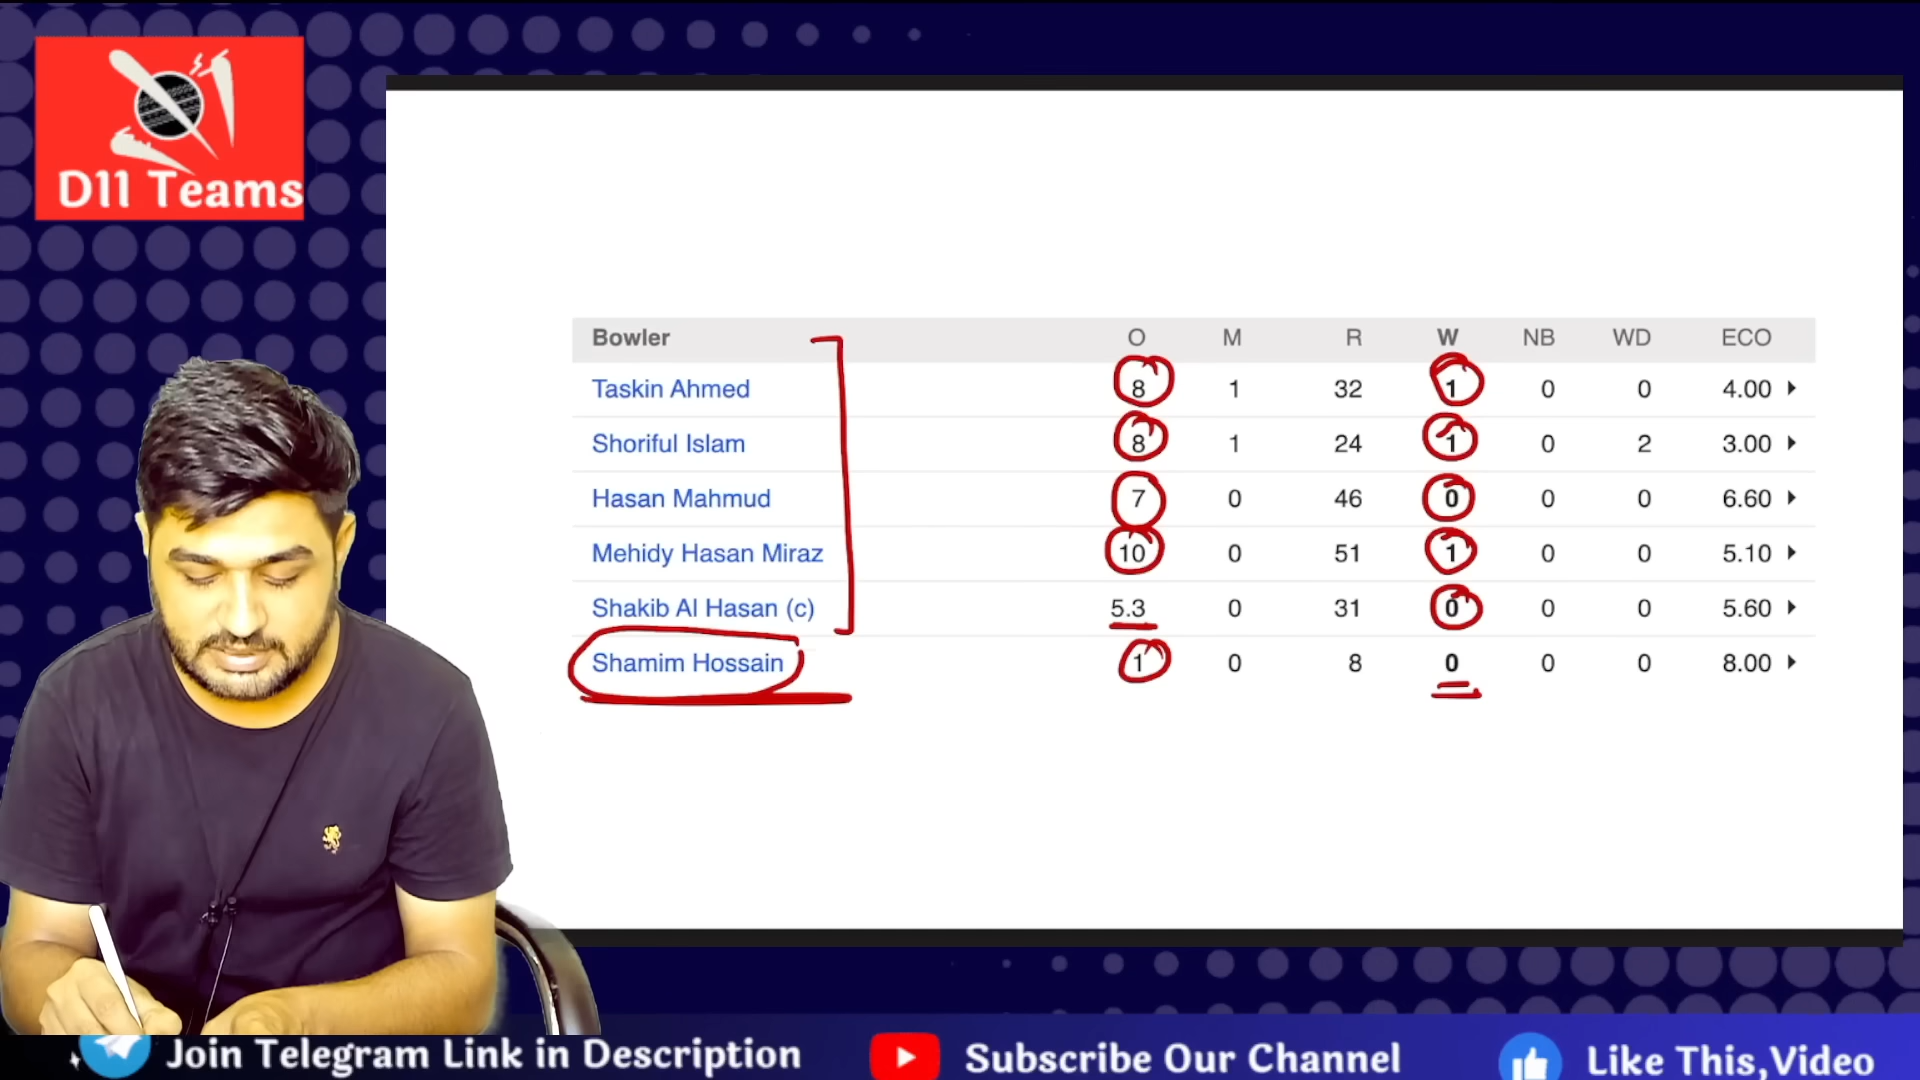 D11 Teams
Bowler O M R W NB WD ECO
Taskin Ahmed 8 1 32 1 0 0 4.00
Shoriful Islam 8 1 24 1 0 2 3.00
Hasan Mahmud 7 0 46 0 0 0 6.60
Mehidy Hasan Miraz 10 0 51 1 0 0 5.10
Shakib Al Hasan (c) 5.3 0 31 0 0 0 5.60
Shamim Hossain 1 0 8 0 0 0 8.00
Join Telegram Link in Description Subscribe Our Channel Like This,Video